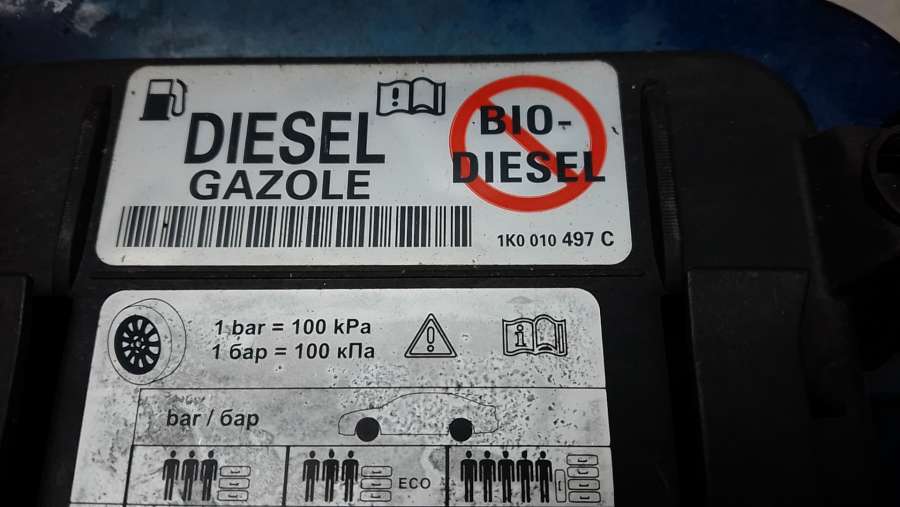 DIESEL
GAZOLE
BIO-
DIESEL
1K0 010 497 C
1 bar = 100 kPa
1 бар = 100 кПа
bar / бар
ECO